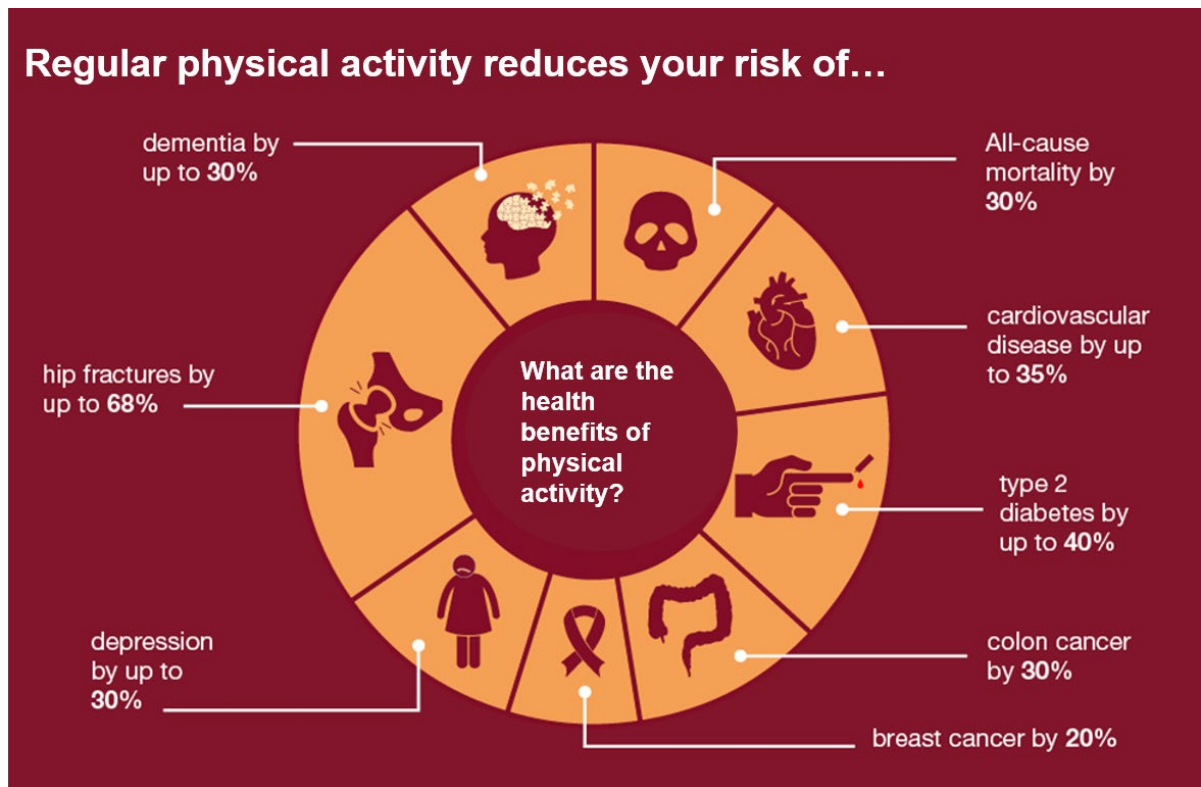 Regular physical activity reduces your risk of…
dementia by
up to 30%
All-cause
mortality by
30%
cardiovascular
disease by up
to 35%
hip fractures by
up to 68%
What are the
health
benefits of
physical
activity?
type 2
diabetes by
up to 40%
depression
by up to
30%
colon cancer
by 30%
breast cancer by 20%